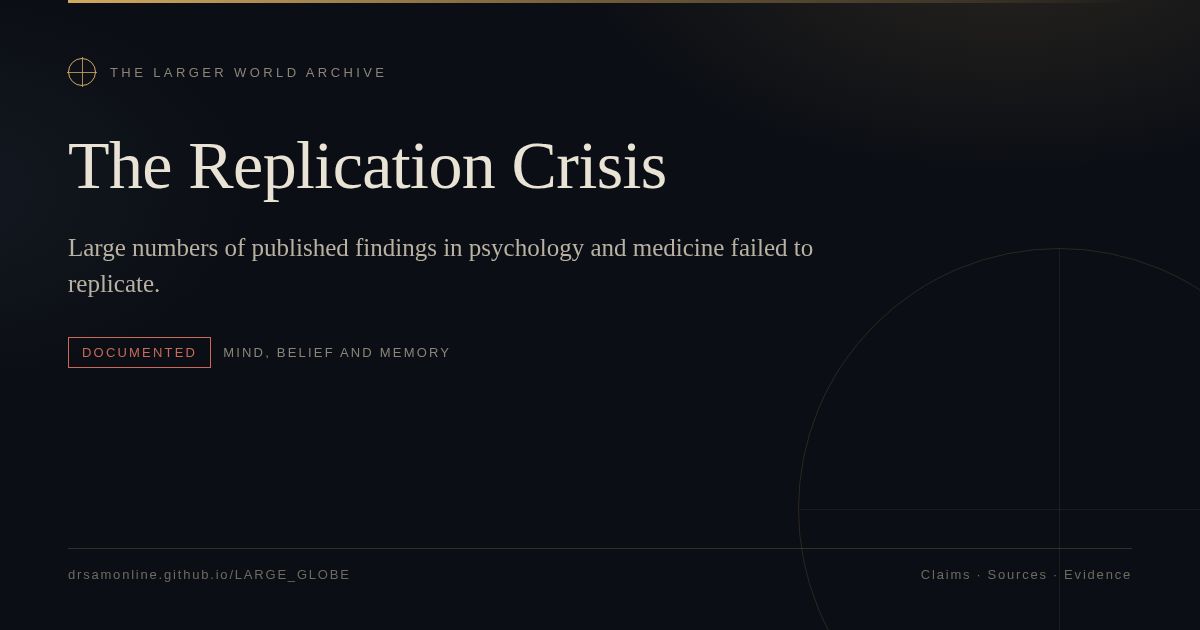 THE LARGER WORLD ARCHIVE
The Replication Crisis
Large numbers of published findings in psychology and medicine failed to
replicate.
DOCUMENTED MIND, BELIEF AND MEMORY
drsamonline.github.io/LARGE_GLOBE Claims · Sources · Evidence